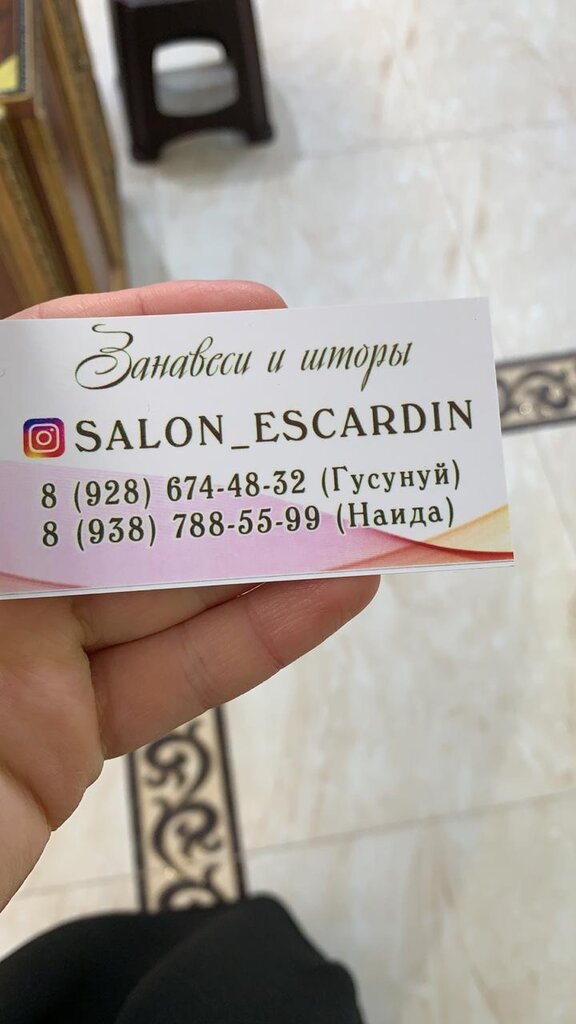 Занавеси и шторы
SALON_ESCARDIN
8 (928) 674-48-32 (Гусунуй)
8 (938) 788-55-99 (Наида)